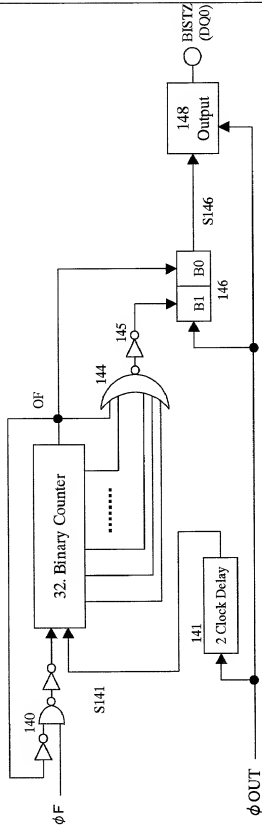 φF
140
S141
32. Binary Counter
OF
.........
144
145
141
2 Clock Delay
B1
B0
146
S146
148
Output
BISTZ
(DQ0)
φOUT